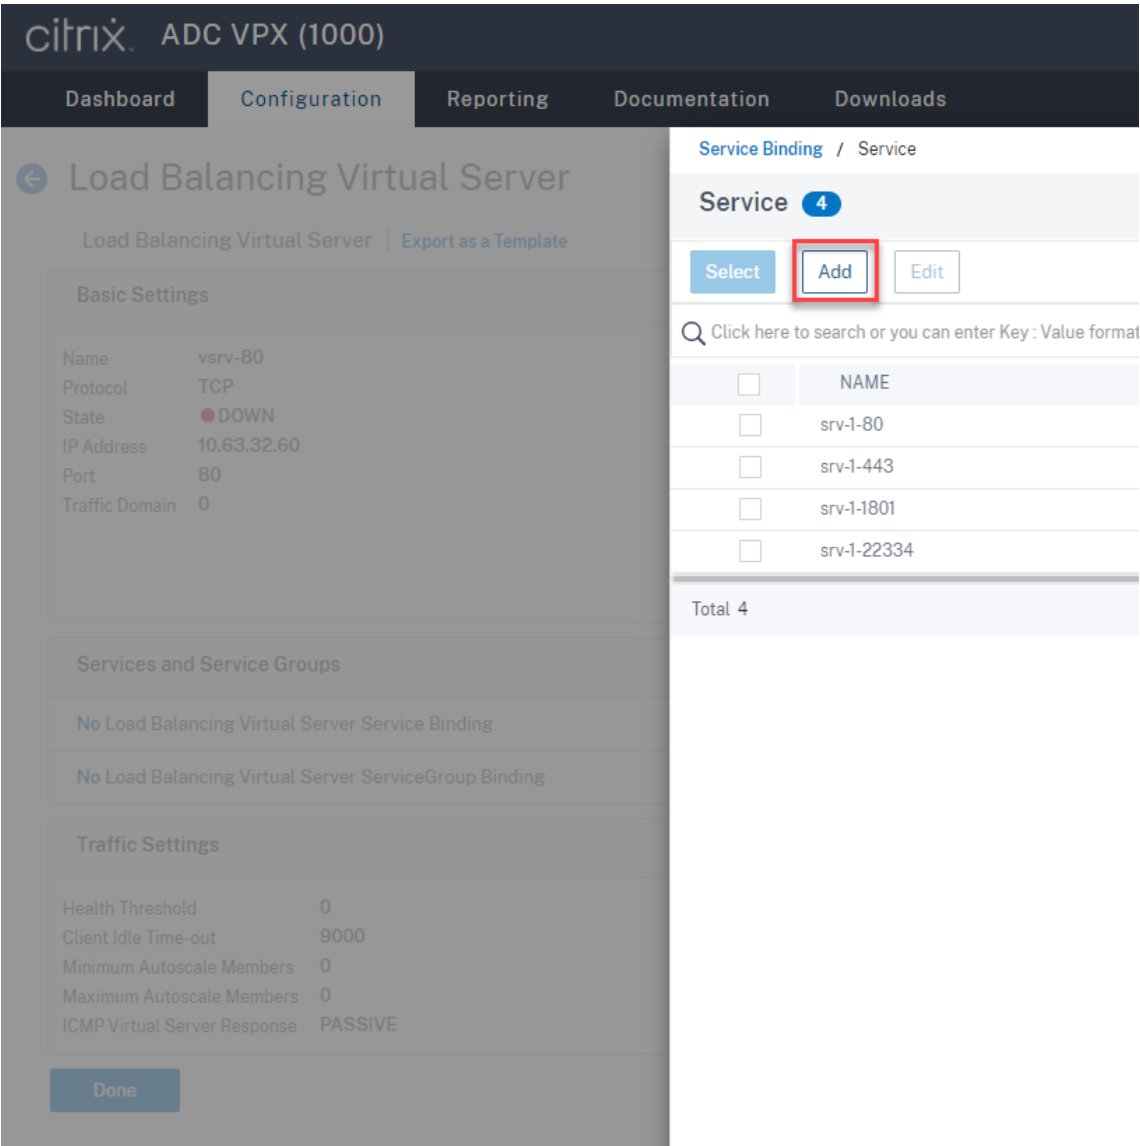 citrix. ADC VPX (1000)
Dashboard Configuration Reporting Documentation Downloads
Load Balancing Virtual Server
Load Balancing Virtual Server Export as a Template
Basic Settings
Name vsrv-80
Protocol TCP
State DOWN
IP Address 10.63.32.60
Port 80
Traffic Domain 0
Services and Service Groups
No Load Balancing Virtual Server Service Binding
No Load Balancing Virtual Server ServiceGroup Binding
Traffic Settings
Health Threshold 0
Client Idle Time-out 9000
Minimum Autoscale Members 0
Maximum Autoscale Members 0
ICMP Virtual Server Response PASSIVE
Done
Service Binding / Service
Service 4
Select Add Edit
Click here to search or you can enter Key : Value format
NAME
srv-1-80
srv-1-443
srv-1-1801
srv-1-22334
Total 4